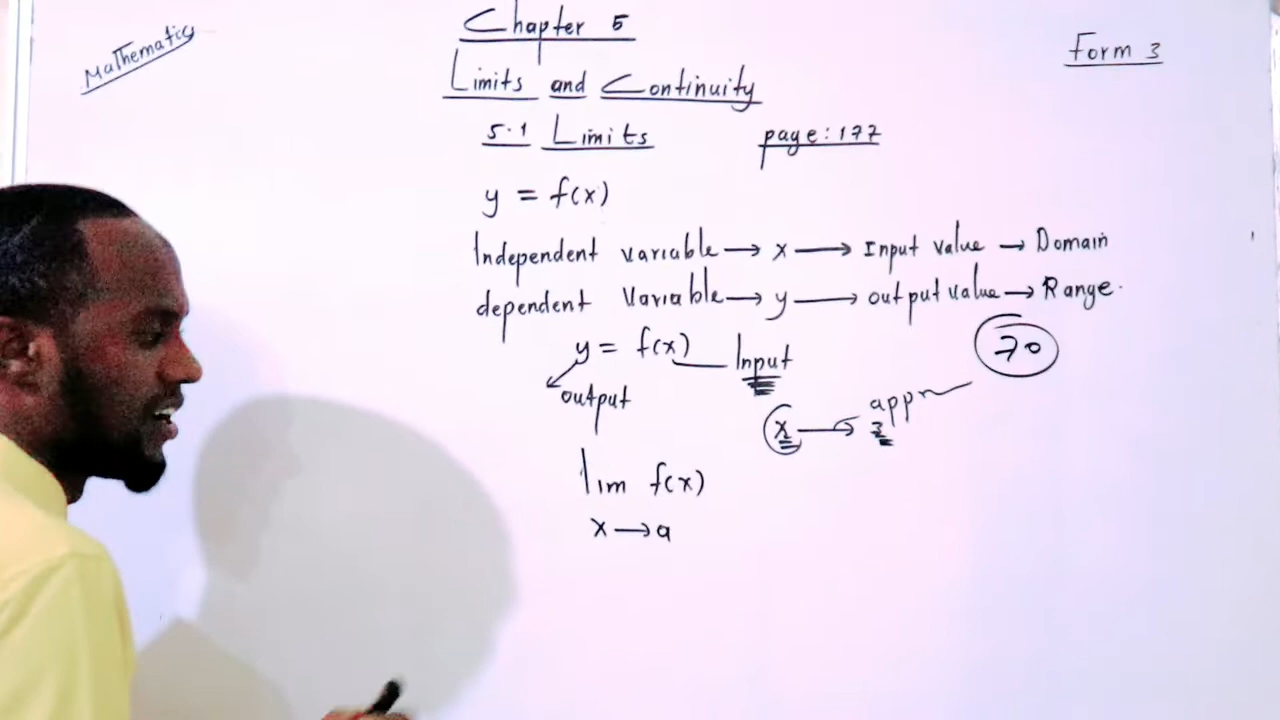 Mathematics
Chapter 5
Form 3
Limits and Continuity
5.1 Limits page: 177
y = f(x)
Independent variable → x → Input value → Domain
dependent Variable → y → output value → Range.
y = f(x) Input
output
70
x → 3
lim f(x)
x → a